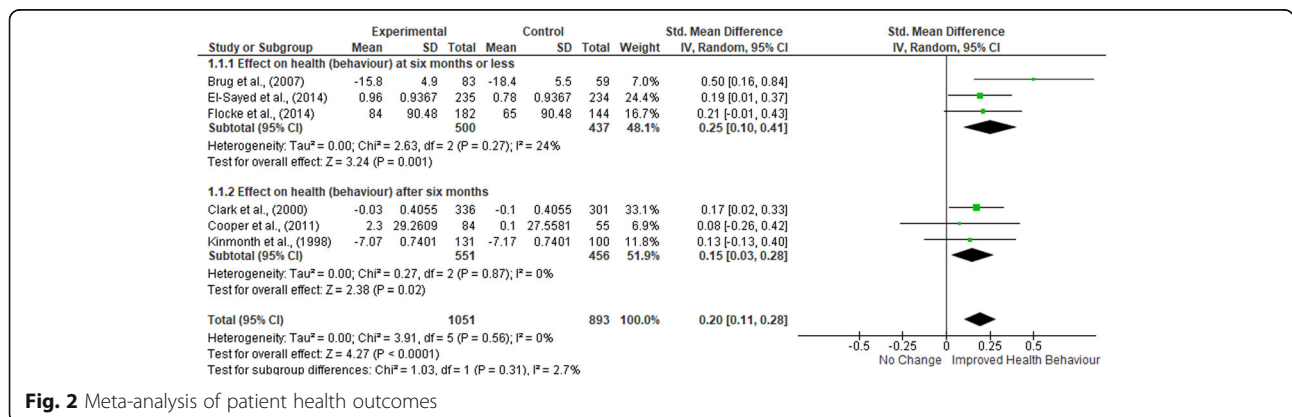 Experimental Control Std. Mean Difference Std. Mean Difference
Study or Subgroup Mean SD Total Mean SD Total Weight IV, Random, 95% CI IV, Random, 95% CI
1.1.1 Effect on health (behaviour) at six months or less
Brug et al., (2007) -15.8 4.9 83 -18.4 5.5 59 7.0% 0.50 [0.16, 0.84]
El-Sayed et al., (2014) 0.96 0.9367 235 0.78 0.9367 234 24.4% 0.19 [0.01, 0.37]
Flocke et al., (2014) 84 90.48 182 65 90.48 144 16.7% 0.21 [-0.01, 0.43]
Subtotal (95% CI) 500 437 48.1% 0.25 [0.10, 0.41]
Heterogeneity: Tau² = 0.00; Chi² = 2.63, df = 2 (P = 0.27); I² = 24%
Test for overall effect: Z = 3.24 (P = 0.001)
1.1.2 Effect on health (behaviour) after six months
Clark et al., (2000) -0.03 0.4055 336 -0.1 0.4055 301 33.1% 0.17 [0.02, 0.33]
Cooper et al., (2011) 2.3 29.2609 84 0.1 27.5581 55 6.9% 0.08 [-0.26, 0.42]
Kinmonth et al., (1998) -7.07 0.7401 131 -7.17 0.7401 100 11.8% 0.13 [-0.13, 0.40]
Subtotal (95% CI) 551 456 51.9% 0.15 [0.03, 0.28]
Heterogeneity: Tau² = 0.00; Chi² = 0.27, df = 2 (P = 0.87); I² = 0%
Test for overall effect: Z = 2.38 (P = 0.02)
Total (95% CI) 1051 893 100.0% 0.20 [0.11, 0.28]
Heterogeneity: Tau² = 0.00; Chi² = 3.91, df = 5 (P = 0.56); I² = 0%
Test for overall effect: Z = 4.27 (P < 0.0001)
Test for subgroup differences: Chi² = 1.03, df = 1 (P = 0.31), I² = 2.7%
-0.5 -0.25 0 0.25 0.5
No Change Improved Health Behaviour
Fig. 2 Meta-analysis of patient health outcomes